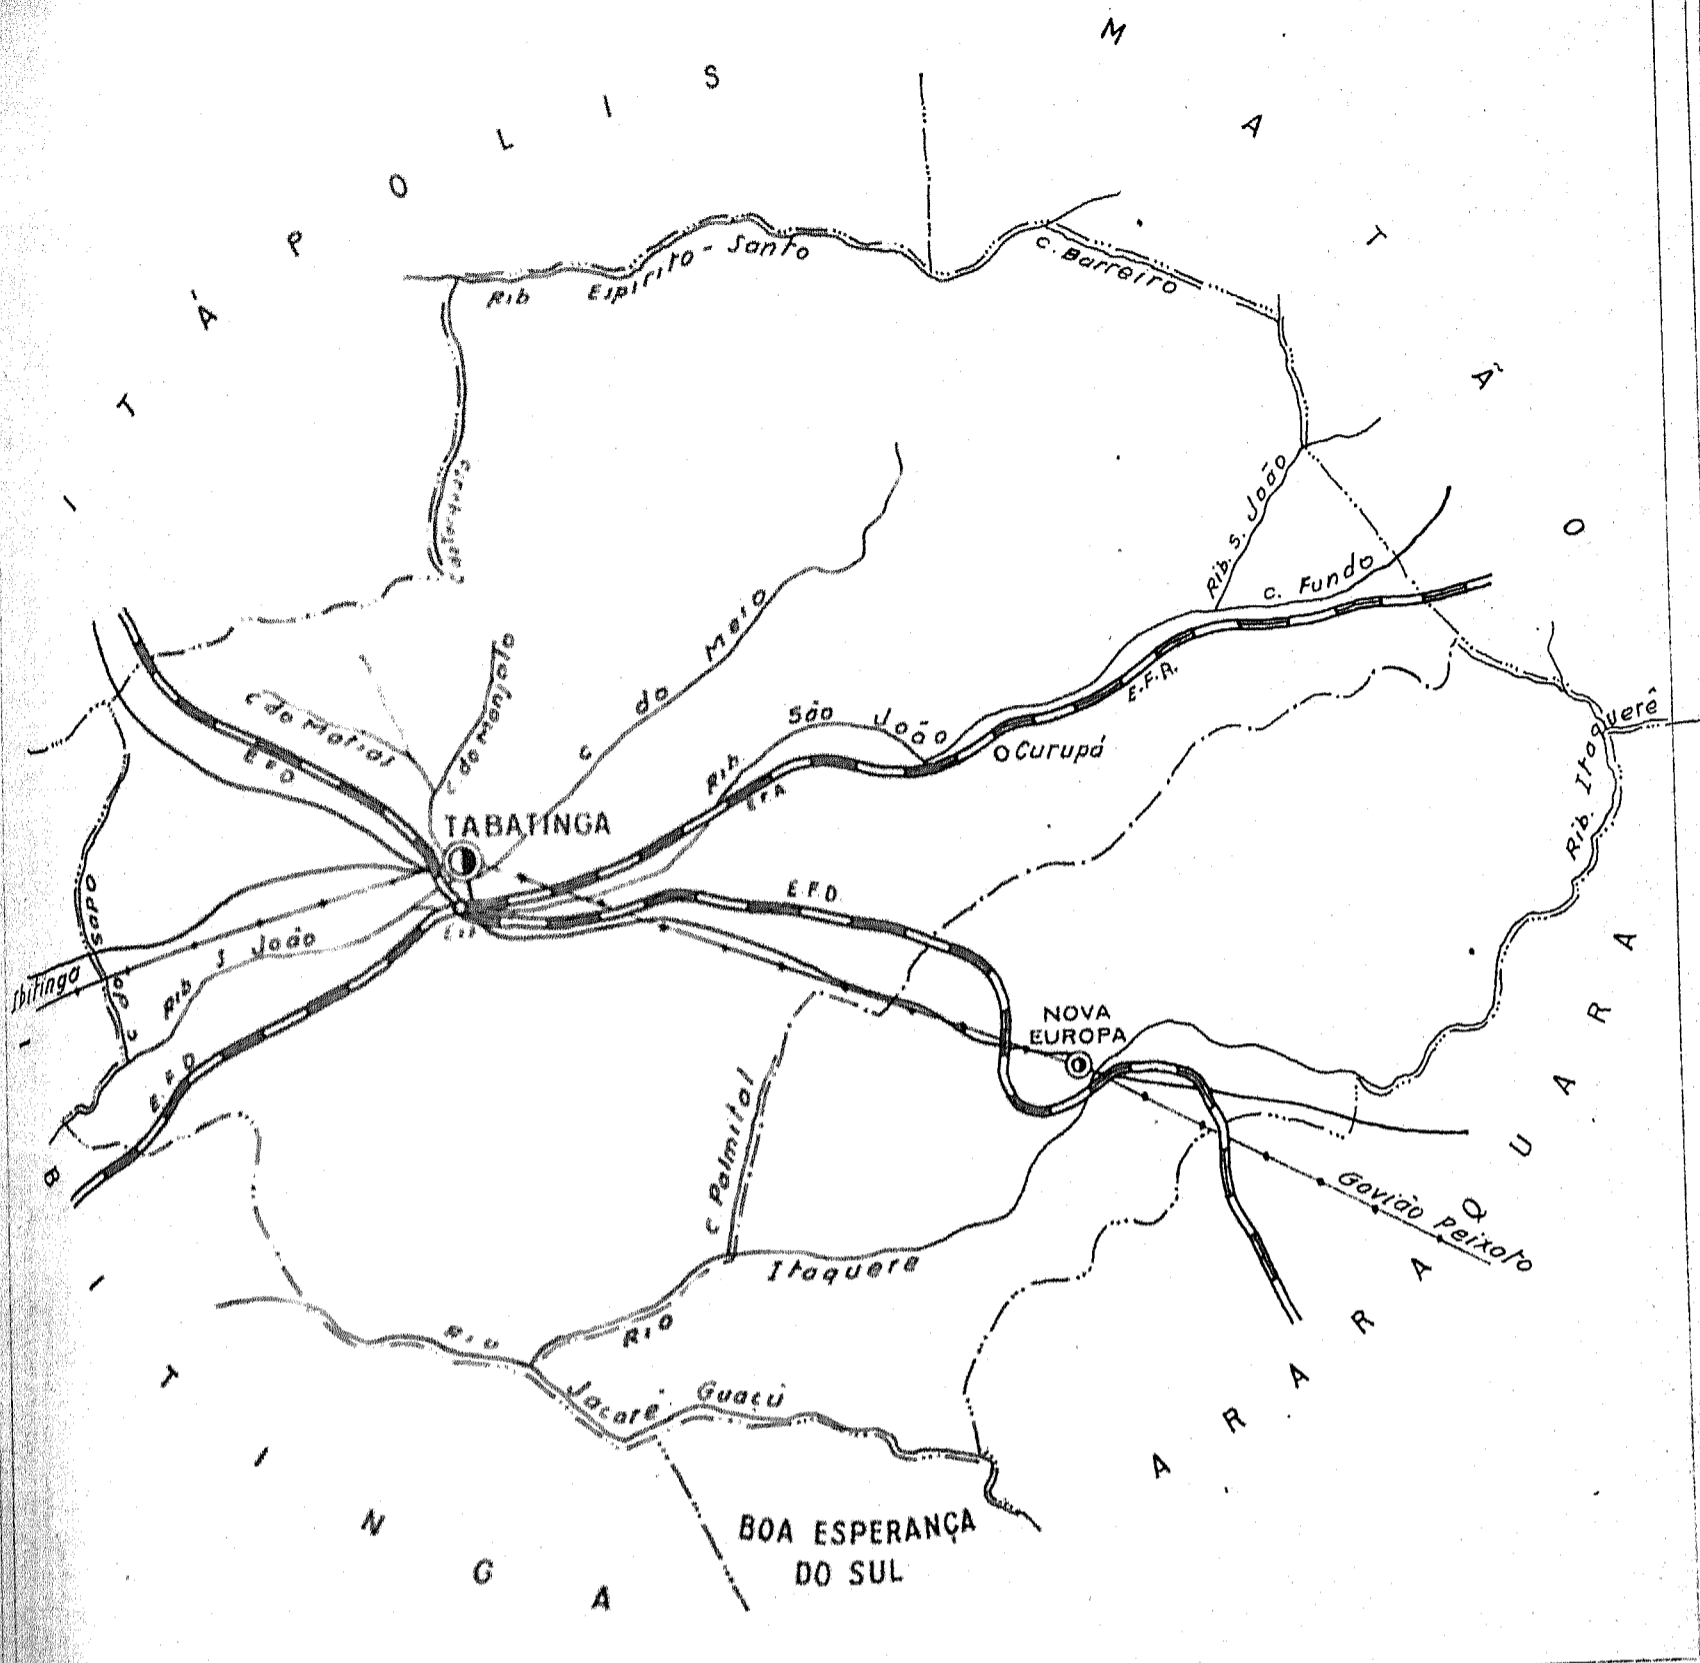 ITÁPOLIS
MATÃO
Rib Espirito-Santo
c. Barreiro
Rib. S. João
c. Fundo
E.F.A.
c do Matias
c do Monjolo
c do Meio
Rib. São João
E.F.A
Curupá
E F D
TABATINGA
Rib. Itaquerê
E.F.D.
c do Sapo
Rib S João
Ibitinga
E. F. D
NOVA
EUROPA
c Palmital
Gavião Peixoto
Rio Itaquere
Rio Jacaré Guaçú
BOA ESPERANÇA
DO SUL
IBITINGA
ARARAQUARA